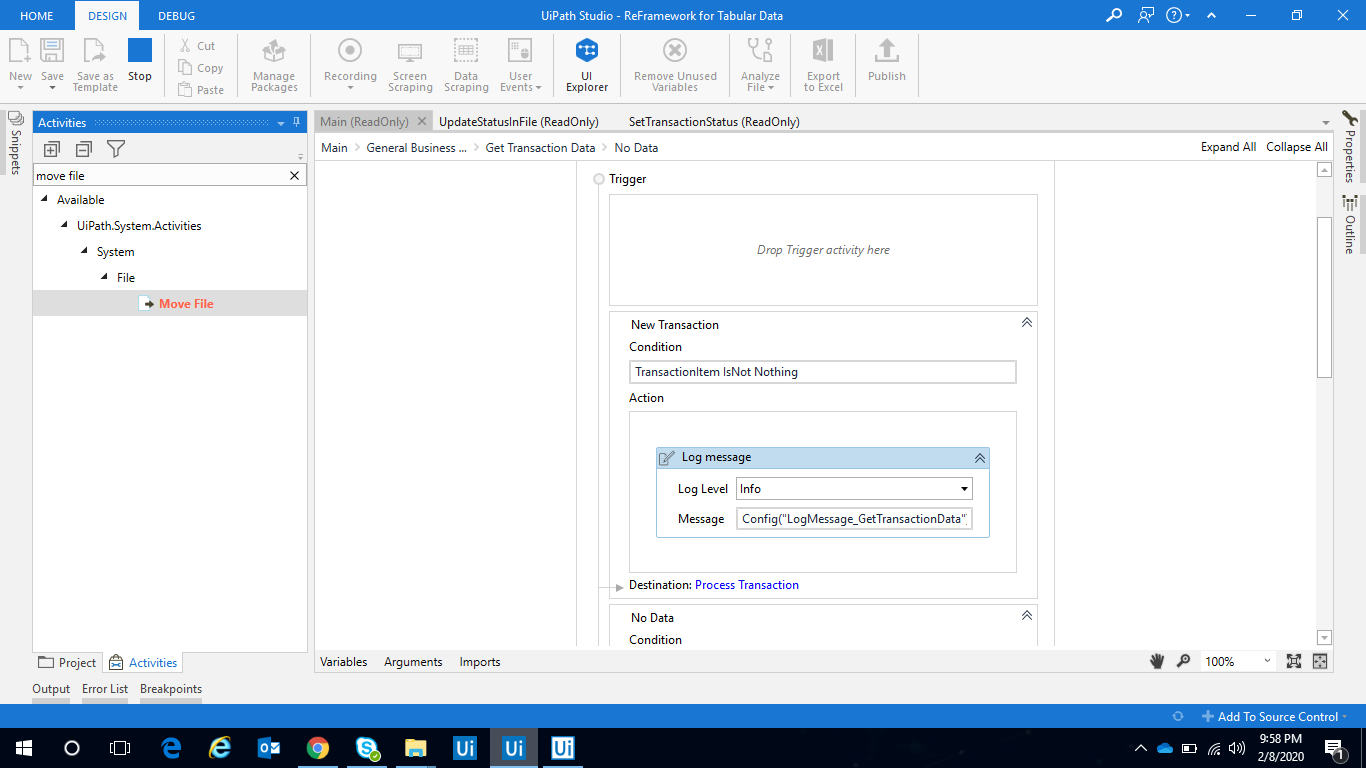 HOME DESIGN DEBUG UiPath Studio - ReFramework for Tabular Data
New Save Save as Template Stop Cut Copy Paste Manage Packages Recording Screen Scraping Data Scraping User Events UI Explorer Remove Unused Variables Analyze File Export to Excel Publish
Snippets
Activities
move file
Available
UiPath.System.Activities
System
File
Move File
Project Activities
Main (ReadOnly) UpdateStatusInFile (ReadOnly) SetTransactionStatus (ReadOnly)
Main General Business ... Get Transaction Data No Data Expand All Collapse All
Trigger
Drop Trigger activity here
New Transaction
Condition
TransactionItem IsNot Nothing
Action
Log message
Log Level Info
Message Config("LogMessage_GetTransactionData"
Destination: Process Transaction
No Data
Condition
Variables Arguments Imports 100%
Properties
Outline
Output Error List Breakpoints
Add To Source Control
Ui Ui Ui
9:58 PM
2/8/2020
1